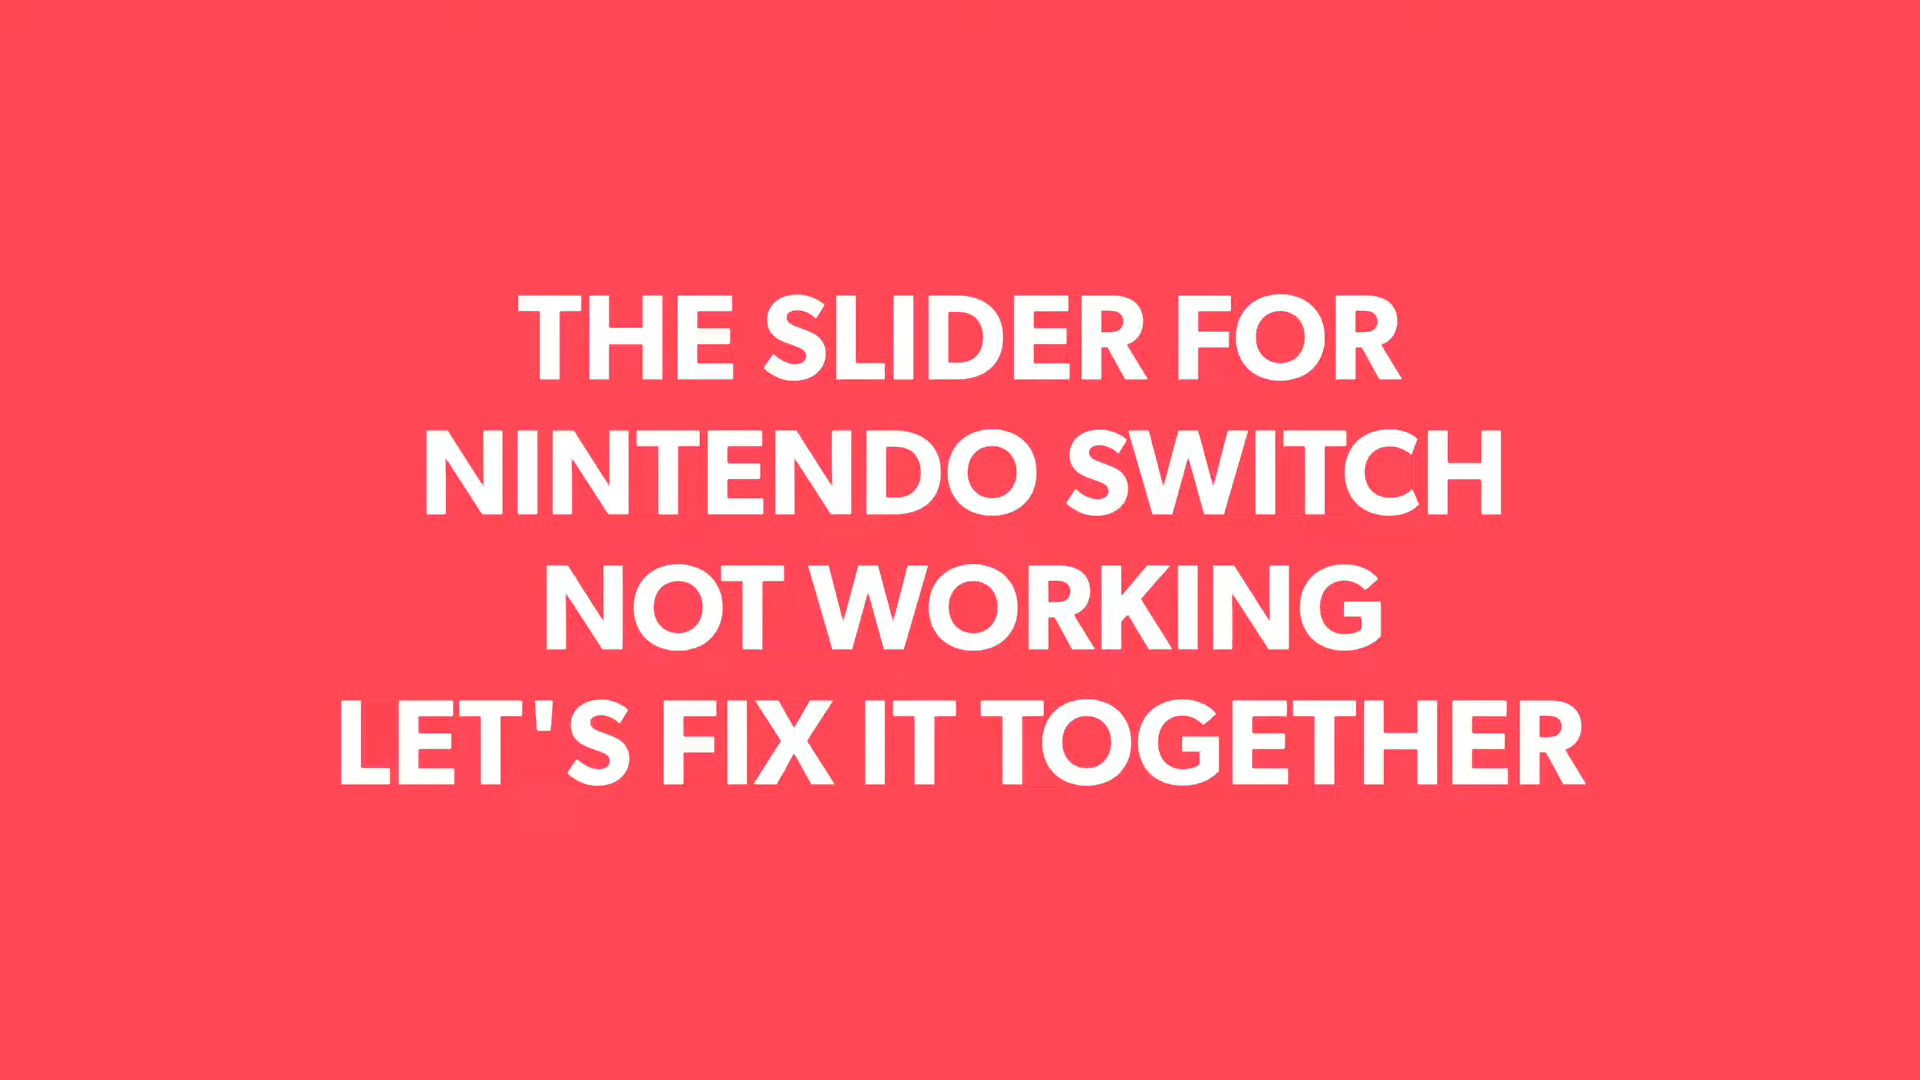 THE SLIDER FOR
NINTENDO SWITCH
NOT WORKING
LET'S FIX IT TOGETHER